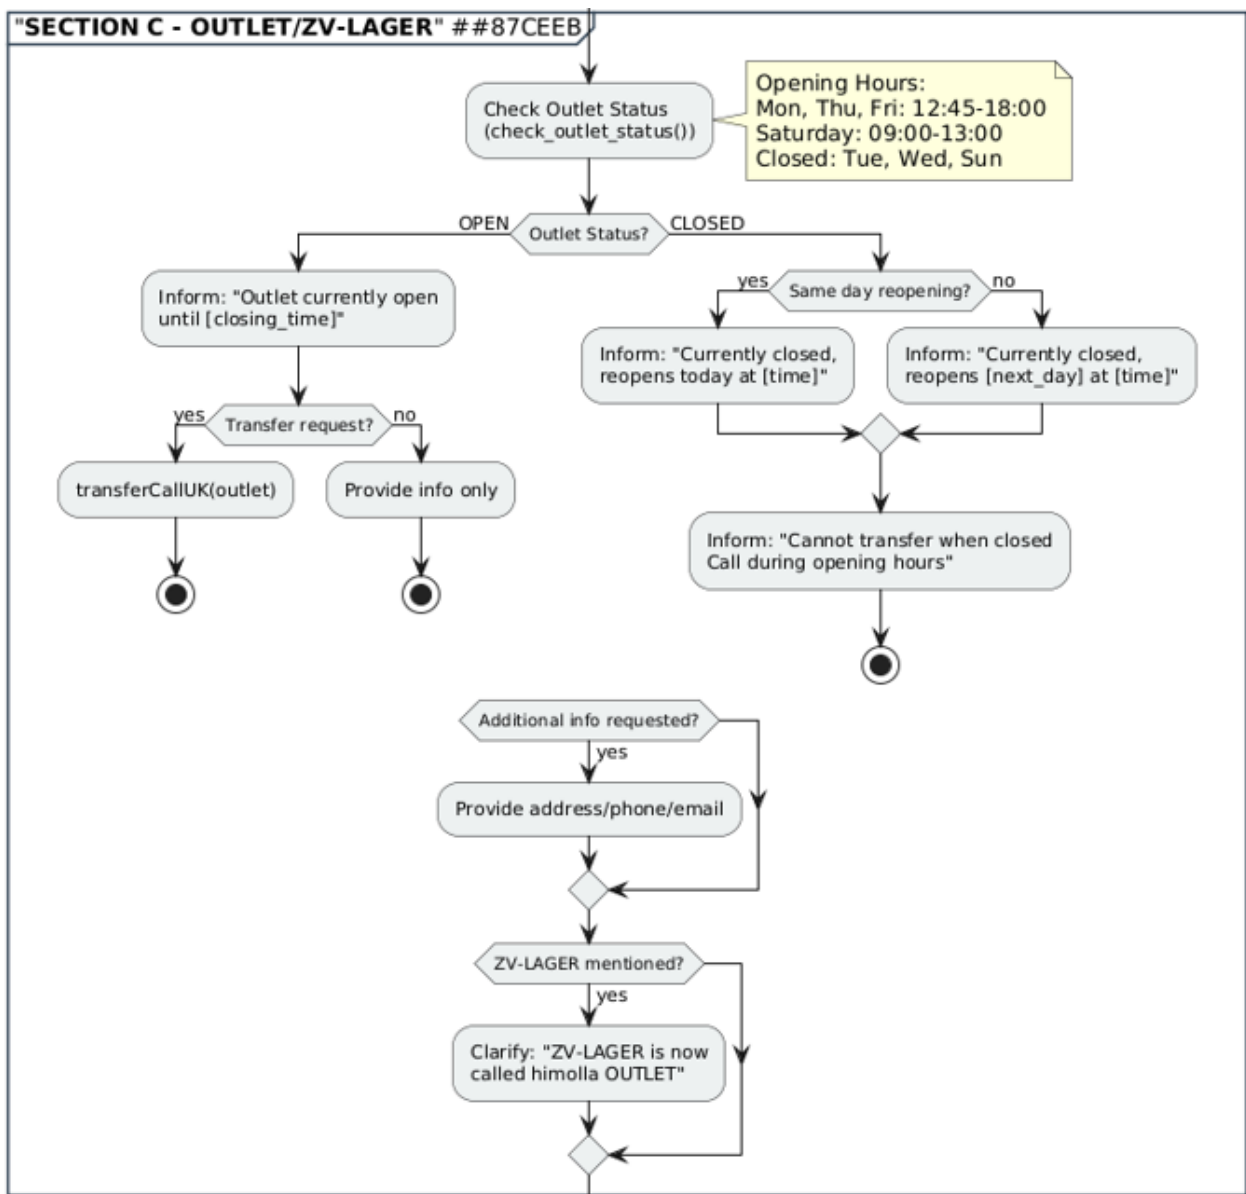 "SECTION C - OUTLET/ZV-LAGER" ##87CEEB
Check Outlet Status
(check_outlet_status())
Opening Hours:
Mon, Thu, Fri: 12:45-18:00
Saturday: 09:00-13:00
Closed: Tue, Wed, Sun
OPEN
Outlet Status?
CLOSED
Inform: "Outlet currently open
until [closing_time]"
yes
Same day reopening?
no
Inform: "Currently closed,
reopens today at [time]"
Inform: "Currently closed,
reopens [next_day] at [time]"
yes
Transfer request?
no
transferCallUK(outlet)
Provide info only
Inform: "Cannot transfer when closed
Call during opening hours"
Additional info requested?
yes
Provide address/phone/email
ZV-LAGER mentioned?
yes
Clarify: "ZV-LAGER is now
called himolla OUTLET"